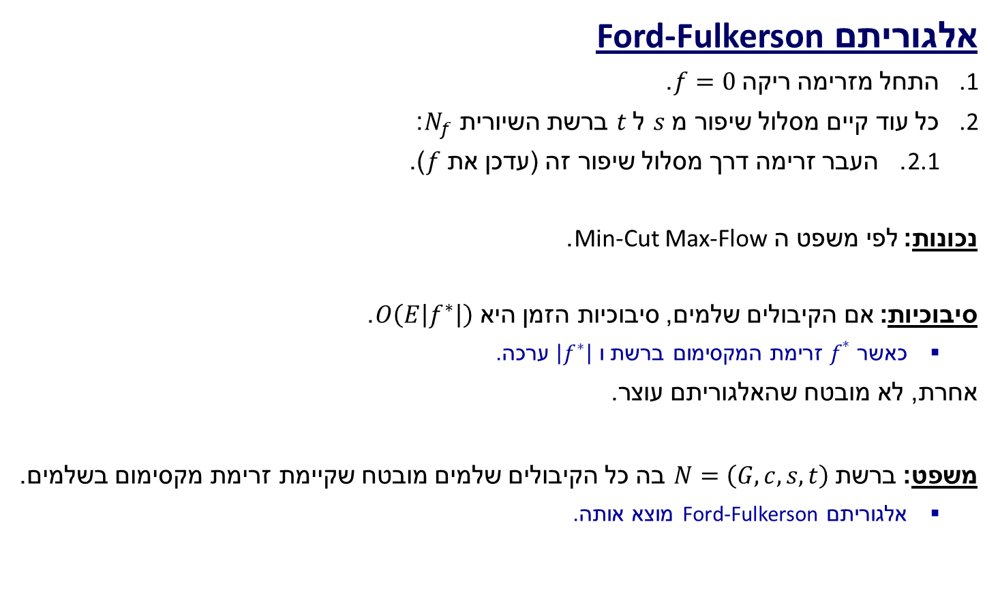 אלגוריתם Ford-Fulkerson
1. התחל מזרימה ריקה f = 0.
2. כל עוד קיים מסלול שיפור מ s ל t ברשת השיורית N_f:
2.1. העבר זרימה דרך מסלול שיפור זה (עדכן את f).
נכונות: לפי משפט ה Min-Cut Max-Flow.
סיבוכיות: אם הקיבולים שלמים, סיבוכיות הזמן היא O(E|f*|).
▪ כאשר f* זרימת המקסימום ברשת ו |f*| ערכה.
אחרת, לא מובטח שהאלגוריתם עוצר.
משפט: ברשת N = (G, c, s, t) בה כל הקיבולים שלמים מובטח שקיימת זרימת מקסימום בשלמים.
▪ אלגוריתם Ford-Fulkerson מוצא אותה.